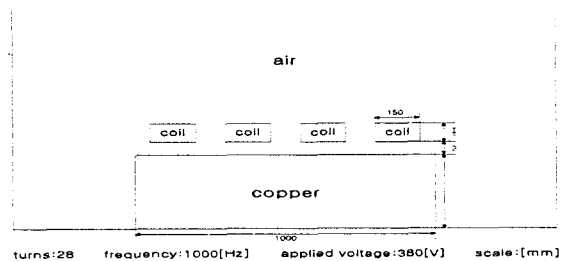 air
150
coil coil coil coil
copper
1000
turns:28 frequency:1000[Hz] applied voltage:380[V] scale:[mm]